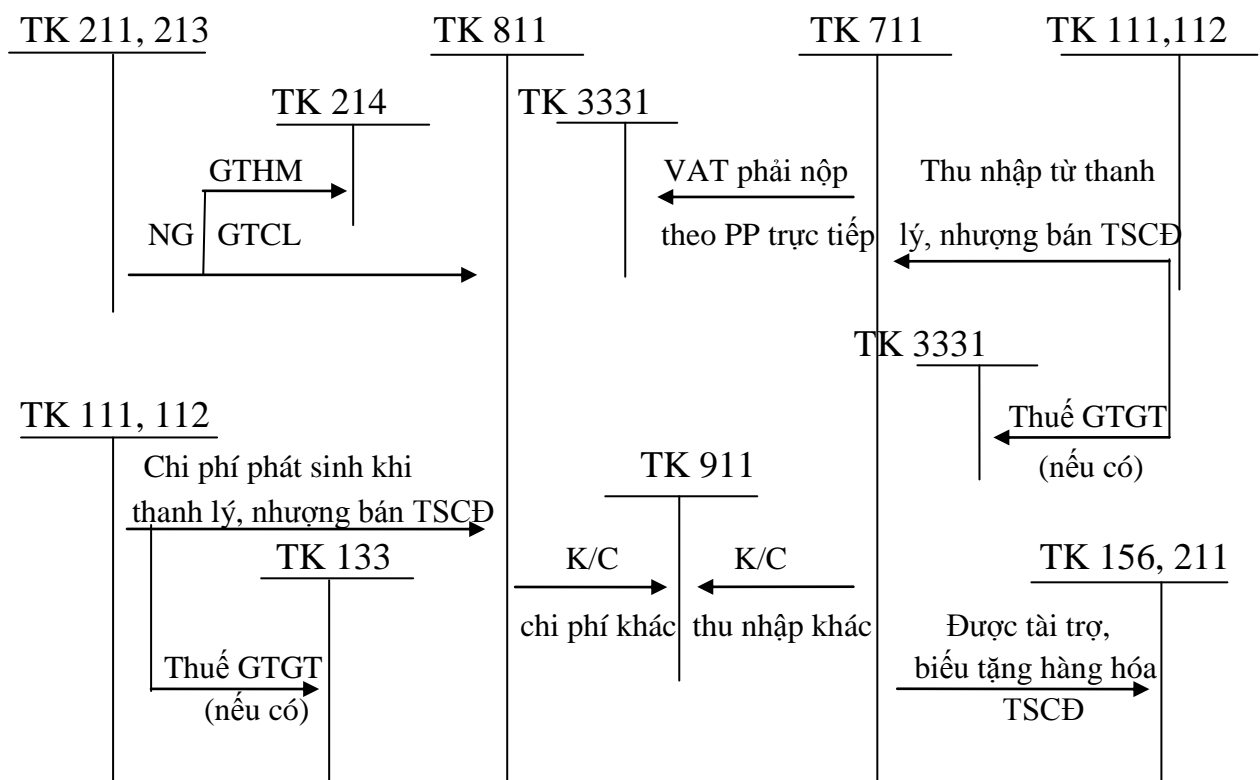 TK 211, 213
TK 811
TK 711
TK 111,112
TK 214
TK 3331
GTHM
VAT phải nộp
Thu nhập từ thanh
NG
GTCL
theo PP trực tiếp
lý, nhượng bán TSCĐ
TK 3331
TK 111, 112
Thuế GTGT
(nếu có)
Chi phí phát sinh khi
thanh lý, nhượng bán TSCĐ
TK 911
TK 133
K/C
K/C
TK 156, 211
chi phí khác
thu nhập khác
Được tài trợ,
biếu tặng hàng hóa
TSCĐ
Thuế GTGT
(nếu có)